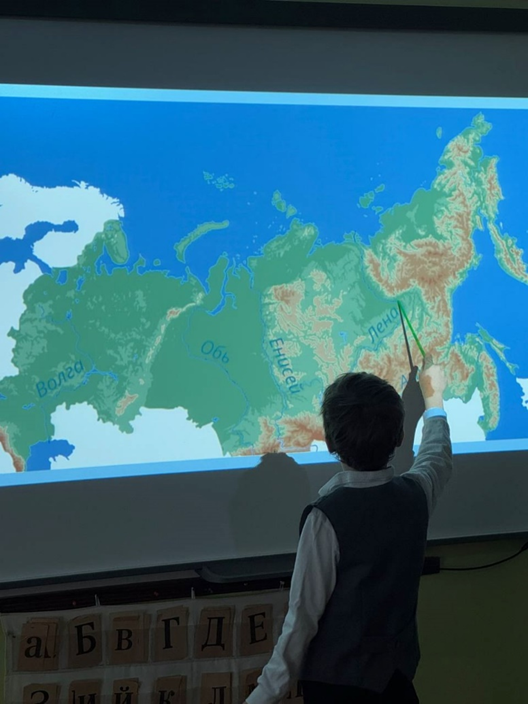 Волга
Обь
Енисей
Лена
а Б в Г Д Е
З И й К Л